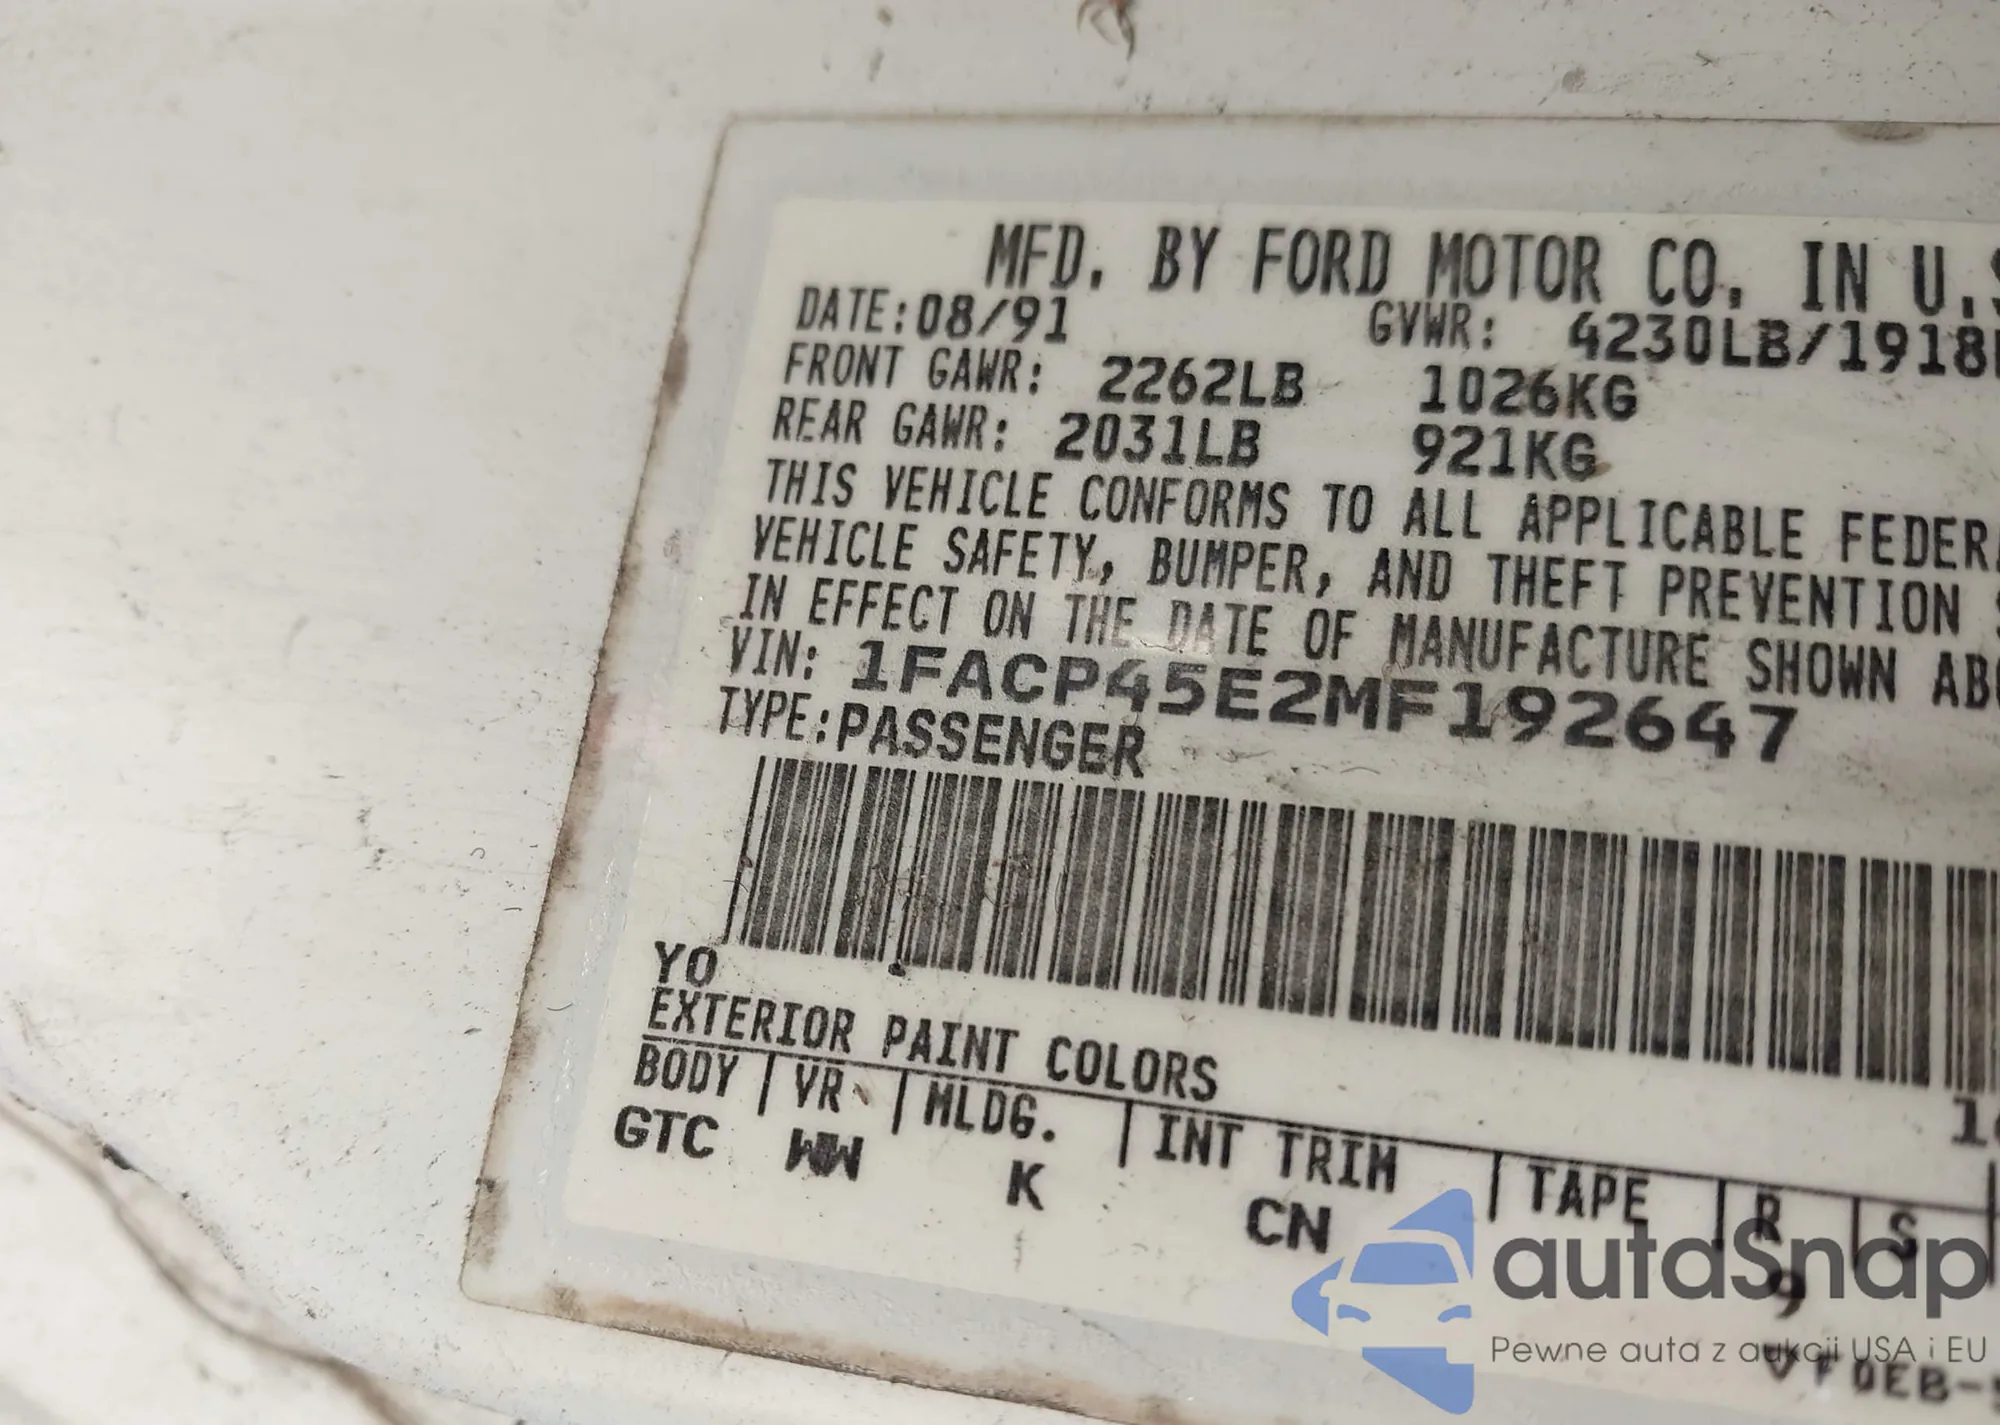 MFD. BY FORD MOTOR CO. IN U.S
DATE:08/91 GVWR: 4230LB/1918
FRONT GAWR: 2262LB 1026KG
REAR GAWR: 2031LB 921KG
THIS VEHICLE CONFORMS TO ALL APPLICABLE FEDERA
VEHICLE SAFETY, BUMPER, AND THEFT PREVENTION
IN EFFECT ON THE DATE OF MANUFACTURE SHOWN ABO
VIN: 1FACP45E2MF192647
TYPE:PASSENGER
YO
EXTERIOR PAINT COLORS
BODY VR MLDG. INT TRIM TAPE R S
GTC WW K CN 9
autoSnap
Pewne auta z aukcji USA i EU